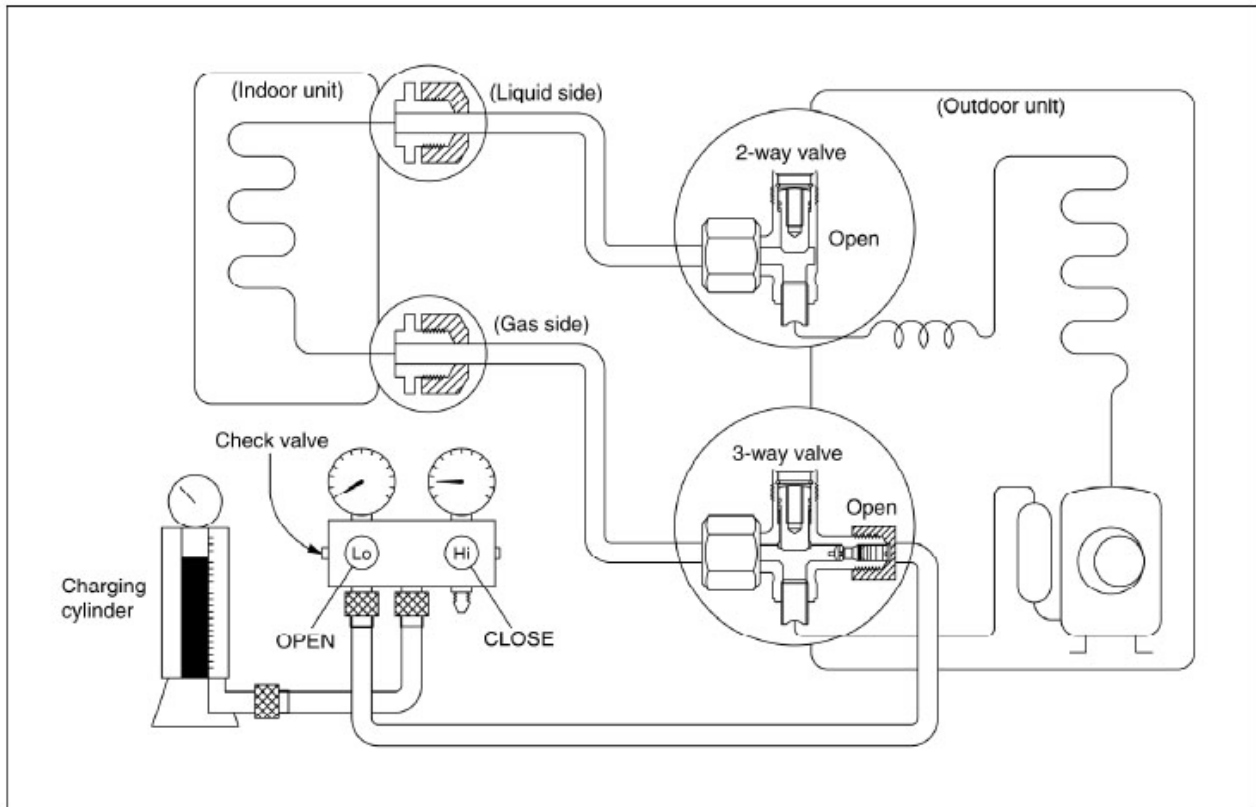 (Indoor unit)
(Liquid side)
(Outdoor unit)
2-way valve
Open
(Gas side)
Check valve
3-way valve
Open
Lo
Hi
Charging
cylinder
OPEN
CLOSE